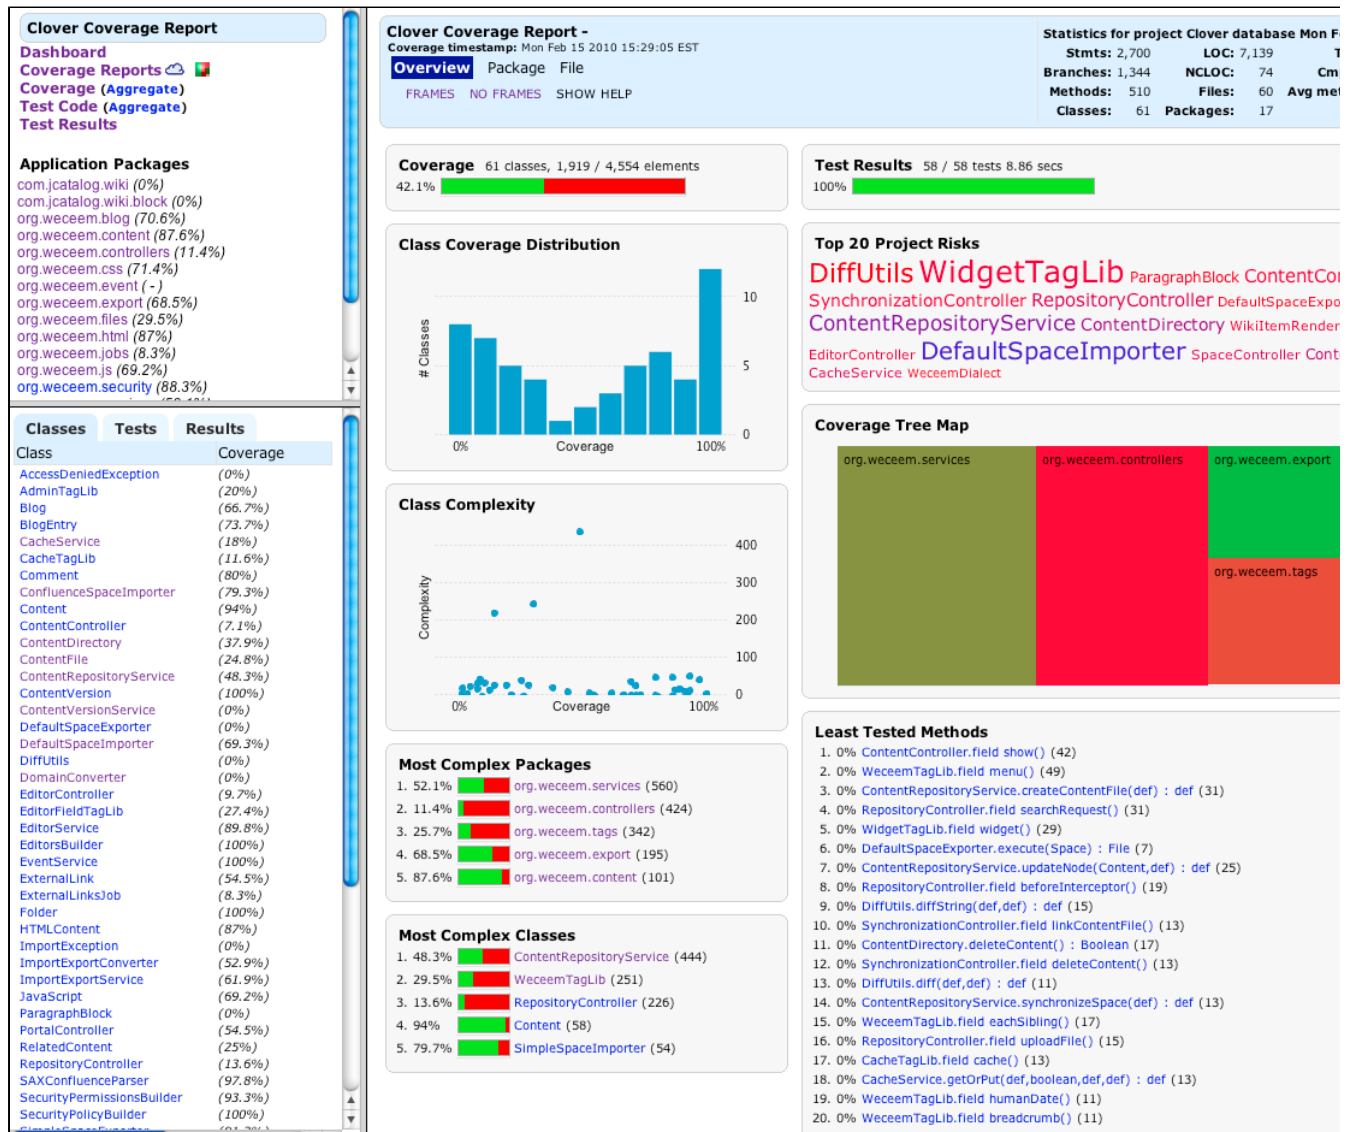 Clover Coverage Report
Dashboard
Coverage Reports
Coverage (Aggregate)
Test Code (Aggregate)
Test Results
Application Packages
com.jcatalog.wiki (0%)
com.jcatalog.wiki.block (0%)
org.weceem.blog (70.6%)
org.weceem.content (87.6%)
org.weceem.controllers (11.4%)
org.weceem.css (71.4%)
org.weceem.event ( - )
org.weceem.export (68.5%)
org.weceem.files (29.5%)
org.weceem.html (87%)
org.weceem.jobs (8.3%)
org.weceem.js (69.2%)
org.weceem.security (88.3%)
Classes Tests Results
Class Coverage
AccessDeniedException (0%)
AdminTagLib (20%)
Blog (66.7%)
BlogEntry (73.7%)
CacheService (18%)
CacheTagLib (11.6%)
Comment (80%)
ConfluenceSpaceImporter (79.3%)
Content (94%)
ContentController (7.1%)
ContentDirectory (37.9%)
ContentFile (24.8%)
ContentRepositoryService (48.3%)
ContentVersion (100%)
ContentVersionService (0%)
DefaultSpaceExporter (0%)
DefaultSpaceImporter (69.3%)
DiffUtils (0%)
DomainConverter (0%)
EditorController (9.7%)
EditorFieldTagLib (27.4%)
EditorService (89.8%)
EditorsBuilder (100%)
EventService (100%)
ExternalLink (54.5%)
ExternalLinksJob (8.3%)
Folder (100%)
HTMLContent (87%)
ImportException (0%)
ImportExportConverter (52.9%)
ImportExportService (61.9%)
JavaScript (69.2%)
ParagraphBlock (0%)
PortalController (54.5%)
RelatedContent (25%)
RepositoryController (13.6%)
SAXConfluenceParser (97.8%)
SecurityPermissionsBuilder (93.3%)
SecurityPolicyBuilder (100%)
Clover Coverage Report -
Coverage timestamp: Mon Feb 15 2010 15:29:05 EST
Overview Package File
FRAMES NO FRAMES SHOW HELP
Statistics for project Clover database Mon F
Stmts: 2,700 LOC: 7,139 T
Branches: 1,344 NCLOC: 74 Cm
Methods: 510 Files: 60 Avg met
Classes: 61 Packages: 17
Coverage 61 classes, 1,919 / 4,554 elements
42.1%
Class Coverage Distribution
# Classes
10
5
0
0% Coverage 100%
Class Complexity
Complexity
400
300
200
100
0
0% Coverage 100%
Most Complex Packages
1. 52.1% org.weceem.services (560)
2. 11.4% org.weceem.controllers (424)
3. 25.7% org.weceem.tags (342)
4. 68.5% org.weceem.export (195)
5. 87.6% org.weceem.content (101)
Most Complex Classes
1. 48.3% ContentRepositoryService (444)
2. 29.5% WeceemTagLib (251)
3. 13.6% RepositoryController (226)
4. 94% Content (58)
5. 79.7% SimpleSpaceImporter (54)
Test Results 58 / 58 tests 8.86 secs
100%
Top 20 Project Risks
DiffUtils WidgetTagLib ParagraphBlock ContentCo
SynchronizationController RepositoryController DefaultSpaceExpo
ContentRepositoryService ContentDirectory WikiItemRender
EditorController DefaultSpaceImporter SpaceController Cont
CacheService WeceemDialect
Coverage Tree Map
org.weceem.services org.weceem.controllers org.weceem.export
org.weceem.tags
Least Tested Methods
1. 0% ContentController.field show() (42)
2. 0% WeceemTagLib.field menu() (49)
3. 0% ContentRepositoryService.createContentFile(def) : def (31)
4. 0% RepositoryController.field searchRequest() (31)
5. 0% WidgetTagLib.field widget() (29)
6. 0% DefaultSpaceExporter.execute(Space) : File (7)
7. 0% ContentRepositoryService.updateNode(Content,def) : def (25)
8. 0% RepositoryController.field beforeInterceptor() (19)
9. 0% DiffUtils.diffString(def,def) : def (15)
10. 0% SynchronizationController.field linkContentFile() (13)
11. 0% ContentDirectory.deleteContent() : Boolean (17)
12. 0% SynchronizationController.field deleteContent() (13)
13. 0% DiffUtils.diff(def,def) : def (11)
14. 0% ContentRepositoryService.synchronizeSpace(def) : def (13)
15. 0% WeceemTagLib.field eachSibling() (17)
16. 0% RepositoryController.field uploadFile() (15)
17. 0% CacheTagLib.field cache() (13)
18. 0% CacheService.getOrPut(def,boolean,def,def) : def (13)
19. 0% WeceemTagLib.field humanDate() (11)
20. 0% WeceemTagLib.field breadcrumb() (11)